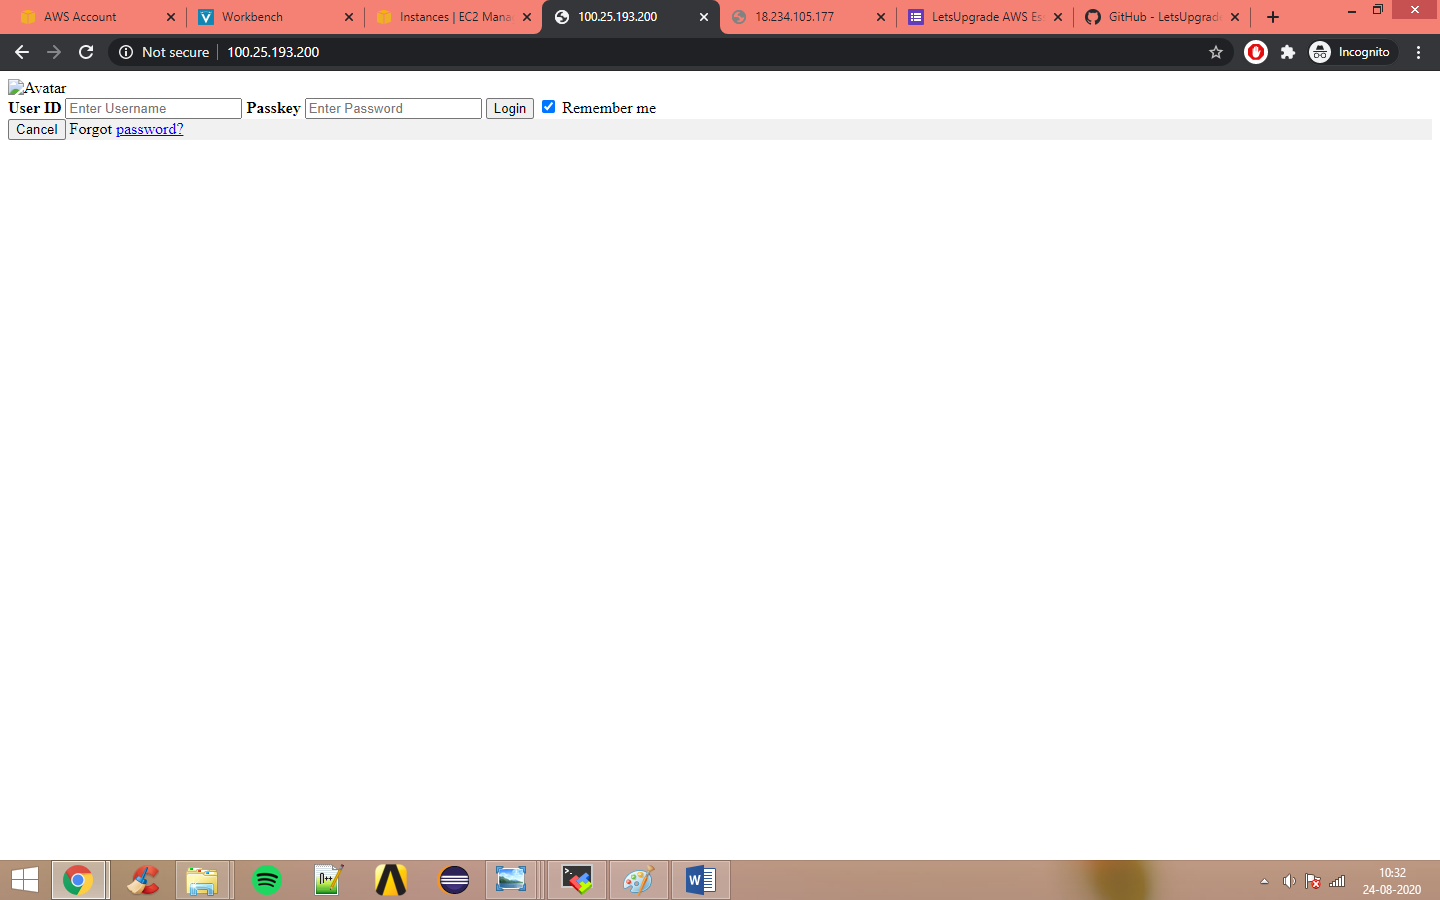 AWS Account
Workbench
Instances | EC2 Mana
100.25.193.200
18.234.105.177
LetsUpgrade AWS Es
GitHub - LetsUpgrade
Not secure
100.25.193.200
Incognito
Avatar
User ID Enter Username Passkey Enter Password Login Remember me
Cancel Forgot password?
10:32
24-08-2020